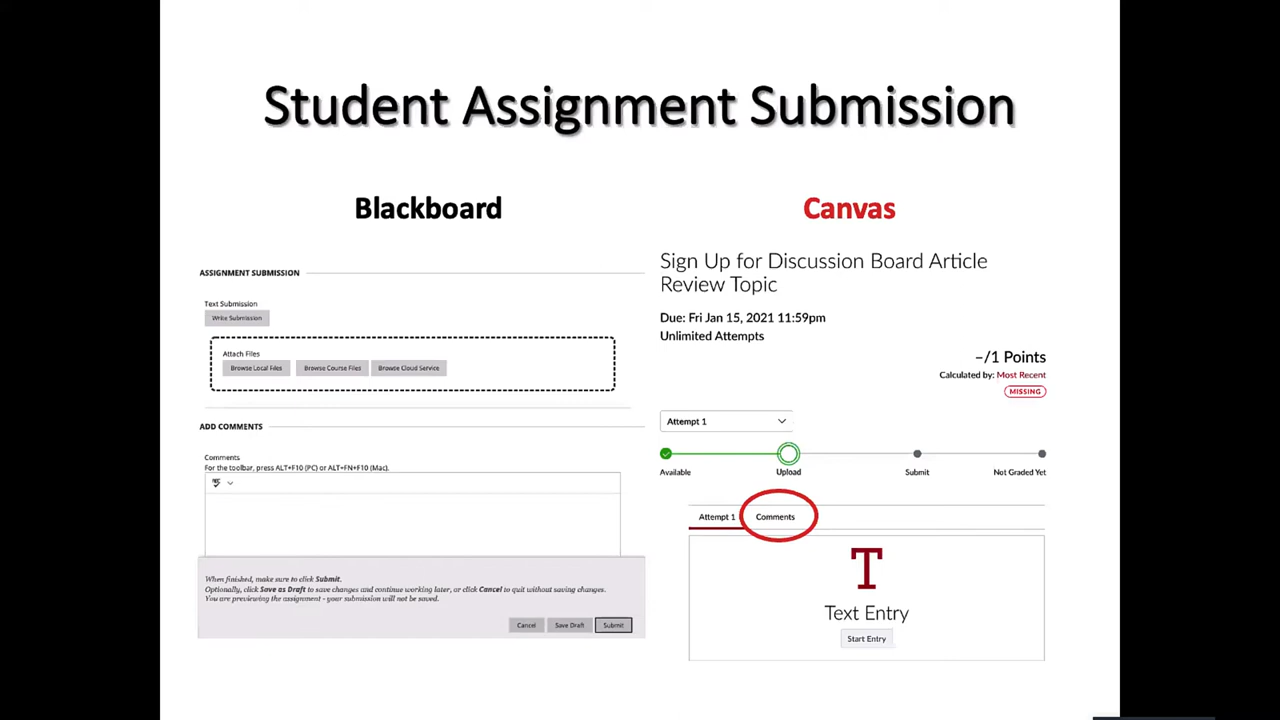 Student Assignment Submission
Blackboard
ASSIGNMENT SUBMISSION
Text Submission
Write Submission
Attach Files
Browse Local Files Browse Course Files Browse Cloud Service
ADD COMMENTS
Comments
For the toolbar, press ALT+F10 (PC) or ALT+FN+F10 (Mac).
When finished, make sure to click Submit.
Optionally, click Save as Draft to save changes and continue working later, or click Cancel to quit without saving changes.
You are previewing the assignment - your submission will not be saved.
Cancel Save Draft Submit
Canvas
Sign Up for Discussion Board Article
Review Topic
Due: Fri Jan 15, 2021 11:59pm
Unlimited Attempts
–/1 Points
Calculated by: Most Recent
MISSING
Attempt 1
Available Upload Submit Not Graded Yet
Attempt 1 Comments
T
Text Entry
Start Entry